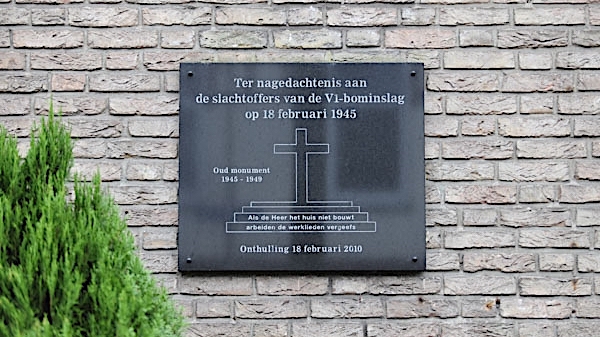 Ter nagedachtenis aan
de slachtoffers van de V1-bominslag
op 18 februari 1945
Oud monument
1945 - 1949
Als de Heer het huis niet bouwt
arbeiden de werklieden vergeefs
Onthulling 18 februari 2010